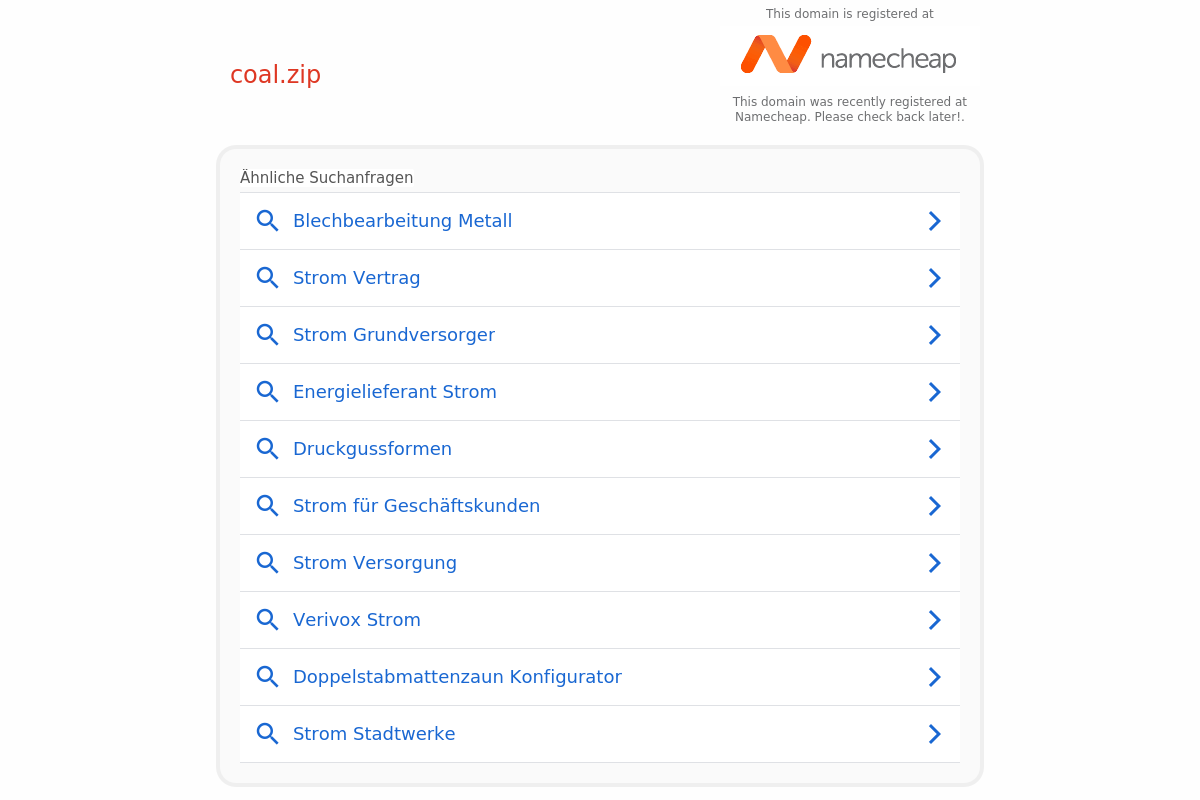 This domain is registered at
namecheap
coal.zip
This domain was recently registered at
Namecheap. Please check back later!.
Ähnliche Suchanfragen
Blechbearbeitung Metall
Strom Vertrag
Strom Grundversorger
Energielieferant Strom
Druckgussformen
Strom für Geschäftskunden
Strom Versorgung
Verivox Strom
Doppelstabmattenzaun Konfigurator
Strom Stadtwerke